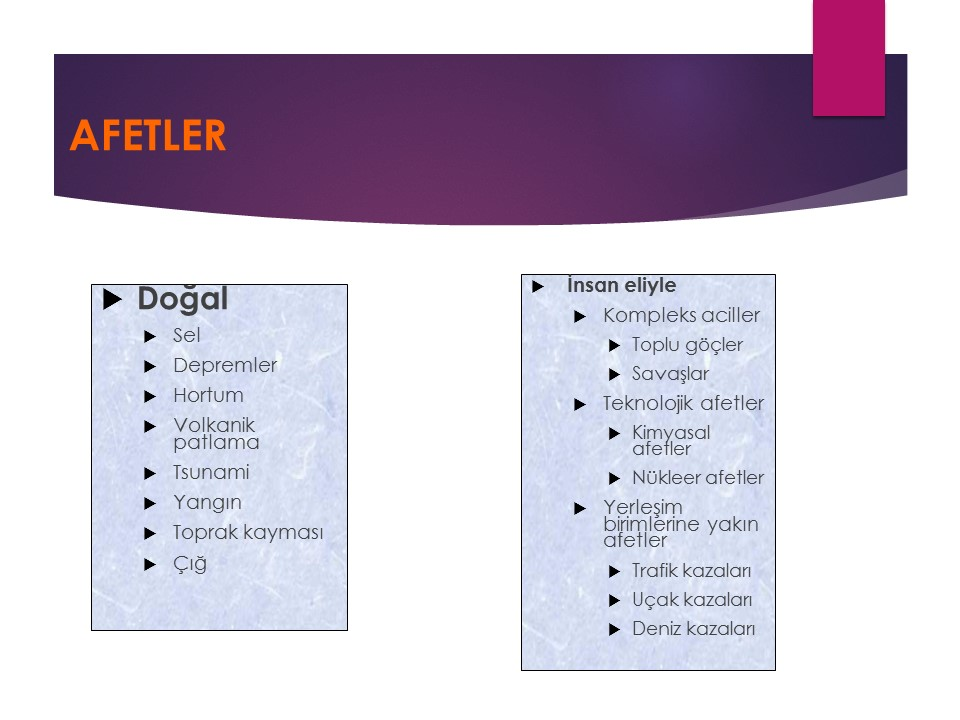 AFETLER
Doğal
Sel
Depremler
Hortum
Volkanik
patlama
Tsunami
Yangın
Toprak kayması
Çığ
İnsan eliyle
Kompleks aciller
Toplu göçler
Savaşlar
Teknolojik afetler
Kimyasal
afetler
Nükleer afetler
Yerleşim
birimlerine yakın
afetler
Trafik kazaları
Uçak kazaları
Deniz kazaları